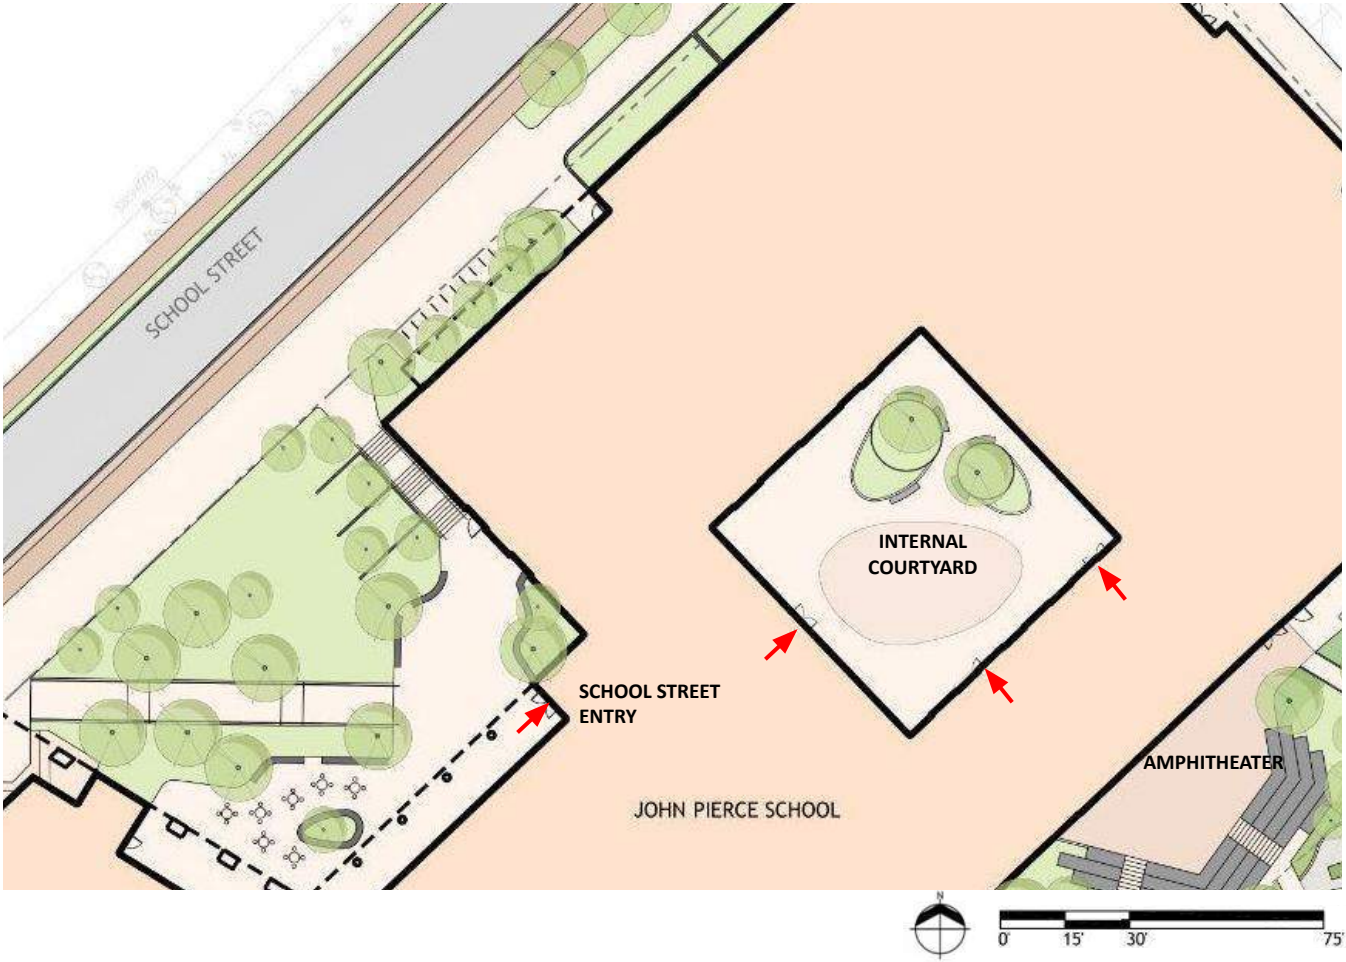 SCHOOL STREET
INTERNAL
COURTYARD
SCHOOL STREET
ENTRY
AMPHITHEATER
JOHN PIERCE SCHOOL
N
0' 15' 30' 75'